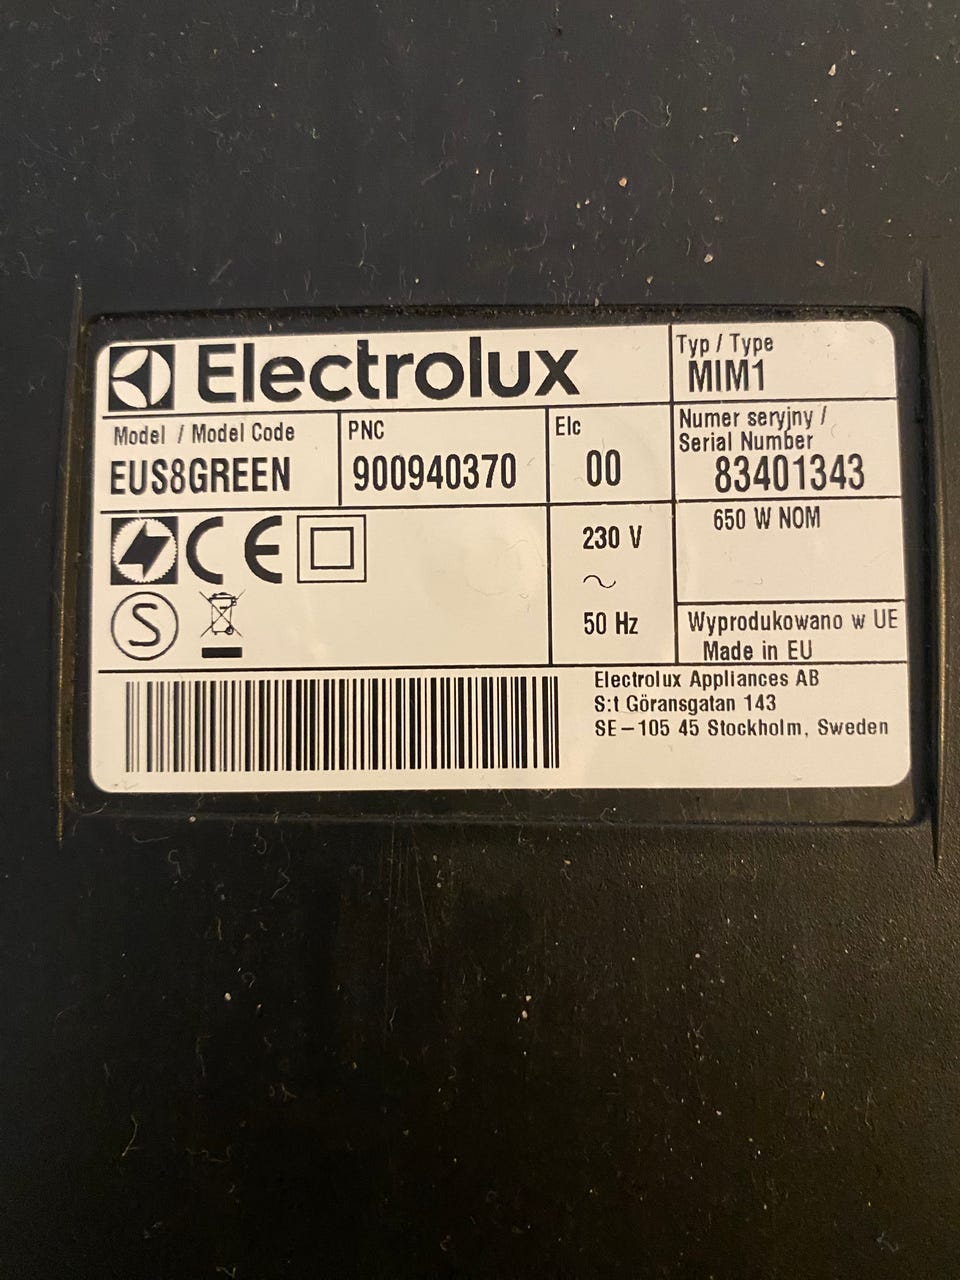 Electrolux
Typ / Type
MIM1
Model / Model Code
EUS8GREEN
PNC
900940370
Elc
00
Numer seryjny /
Serial Number
83401343
CE
S
230 V
~
50 Hz
650 W NOM
Wyprodukowano w UE
Made in EU
Electrolux Appliances AB
S:t Göransgatan 143
SE-105 45 Stockholm, Sweden